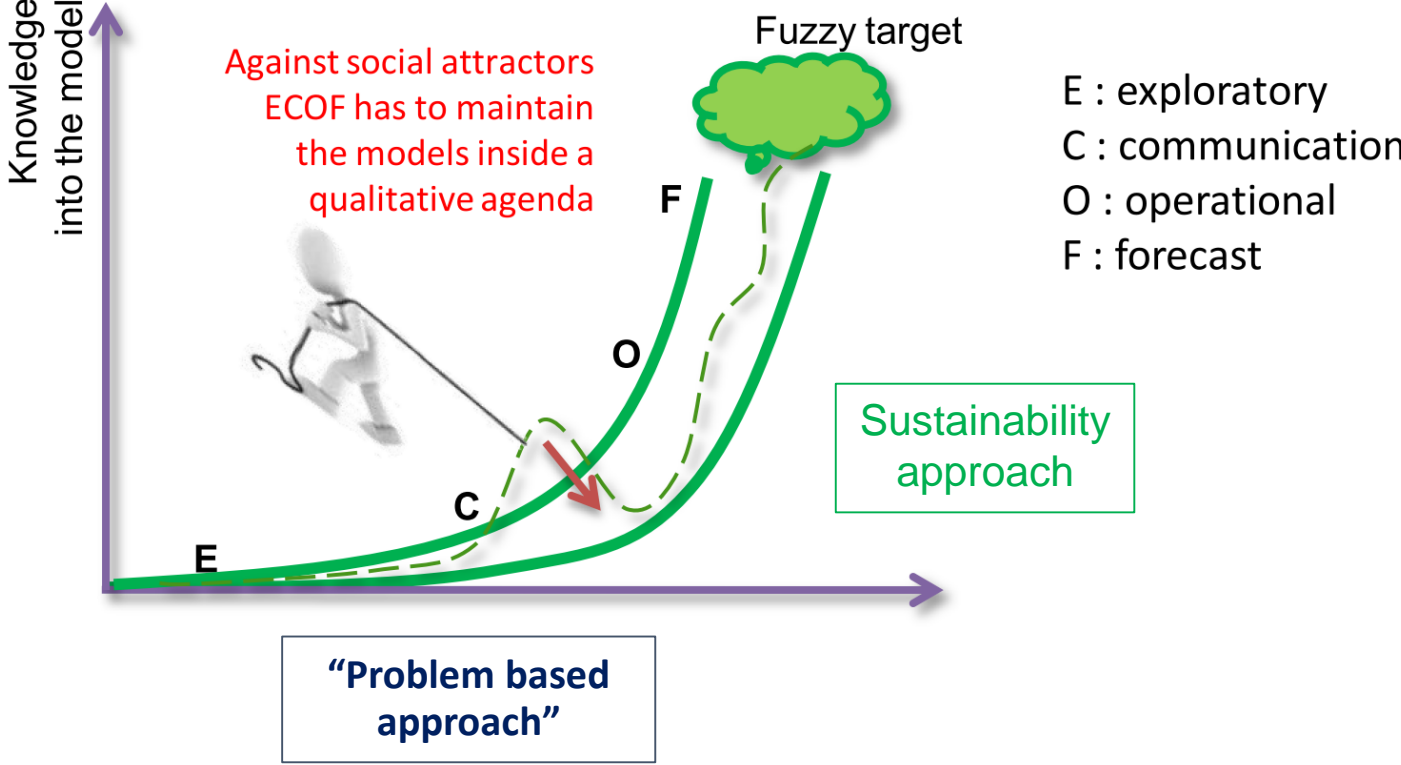 Knowledge
into the model
Against social attractors
ECOF has to maintain
the models inside a
qualitative agenda
Fuzzy target
E : exploratory
C : communication
O : operational
F : forecast
F
O
C
E
Sustainability
approach
“Problem based
approach”